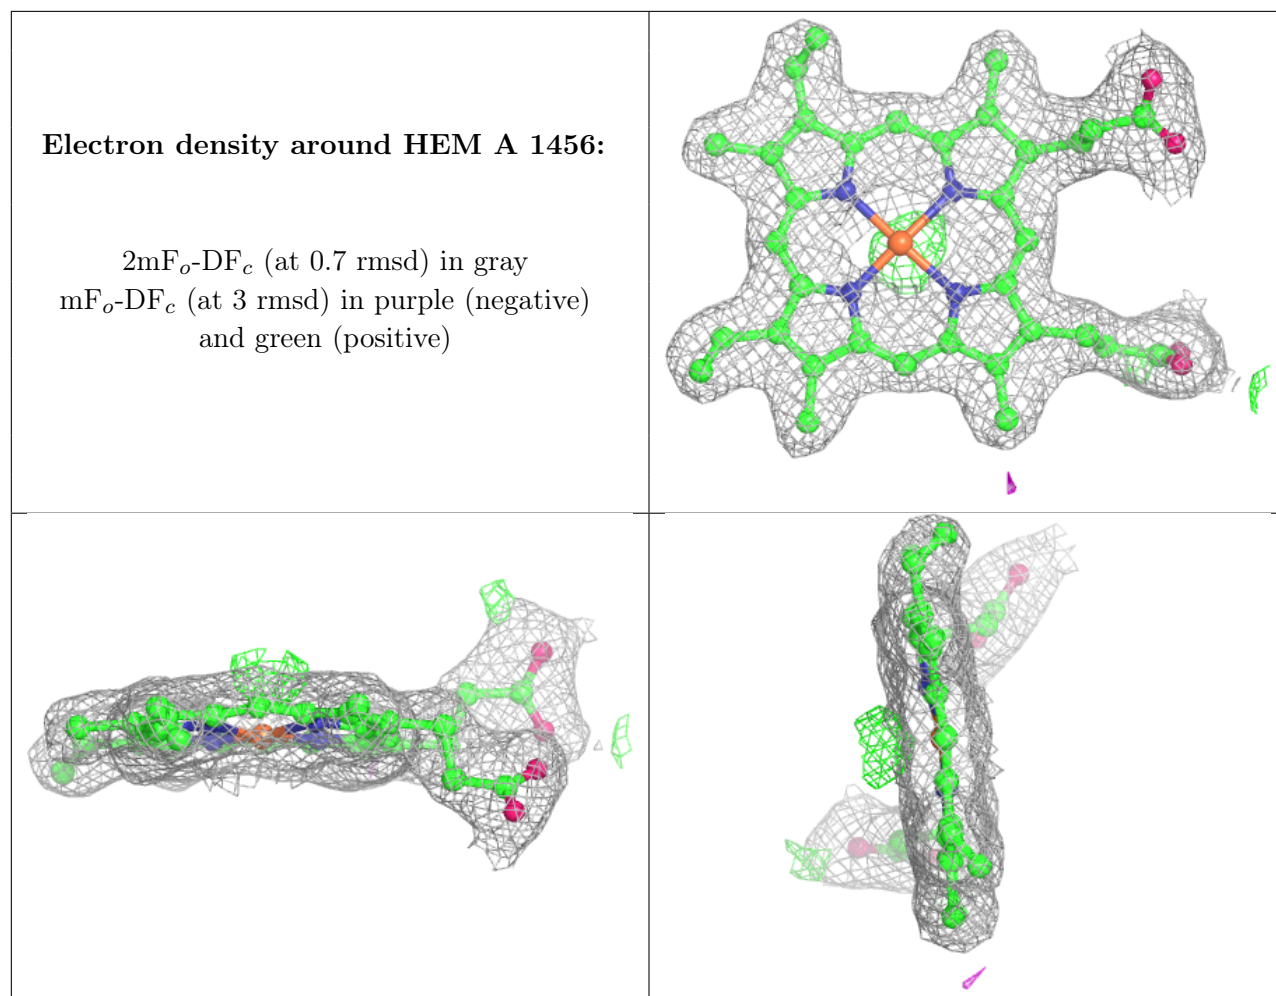 Electron density around HEM A 1456:
2mFo-DFc (at 0.7 rmsd) in gray
mFo-DFc (at 3 rmsd) in purple (negative)
and green (positive)